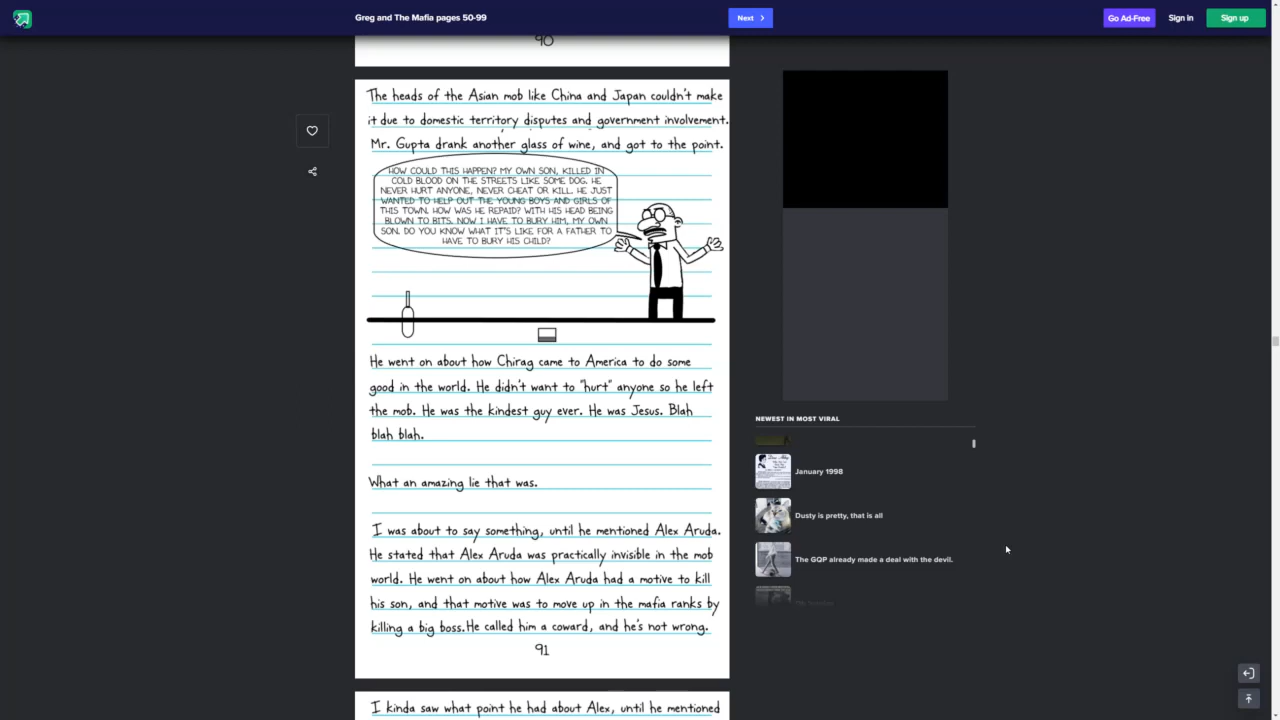 Greg and The Mafia pages 50-99
Next
Go Ad-Free
Sign in
Sign up
90
The heads of the Asian mob like China and Japan couldn't make
it due to domestic territory disputes and government involvement.
Mr. Gupta drank another glass of wine, and got to the point.
HOW COULD THIS HAPPEN? MY OWN SON, KILLED IN
COLD BLOOD ON THE STREETS LIKE SOME DOG. HE
NEVER HURT ANYONE, NEVER CHEAT OR KILL. HE JUST
WANTED TO HELP OUT THE YOUNG BOYS AND GIRLS OF
THIS TOWN. HOW WAS HE REPAID? WITH HIS HEAD BEING
BLOWN TO BITS. NOW I HAVE TO BURY HIM, MY OWN
SON. DO YOU KNOW WHAT IT'S LIKE FOR A FATHER TO
HAVE TO BURY HIS CHILD?
He went on about how Chirag came to America to do some
good in the world. He didn't want to "hurt" anyone so he left
the mob. He was the kindest guy ever. He was Jesus. Blah
blah blah.
What an amazing lie that was.
I was about to say something, until he mentioned Alex Aruda.
He stated that Alex Aruda was practically invisible in the mob
world. He went on about how Alex Aruda had a motive to kill
his son, and that motive was to move up in the mafia ranks by
killing a big boss. He called him a coward, and he's not wrong.
91
I kinda saw what point he had about Alex, until he mentioned
NEWEST IN MOST VIRAL
January 1998
Dusty is pretty, that is all
The GQP already made a deal with the devil.